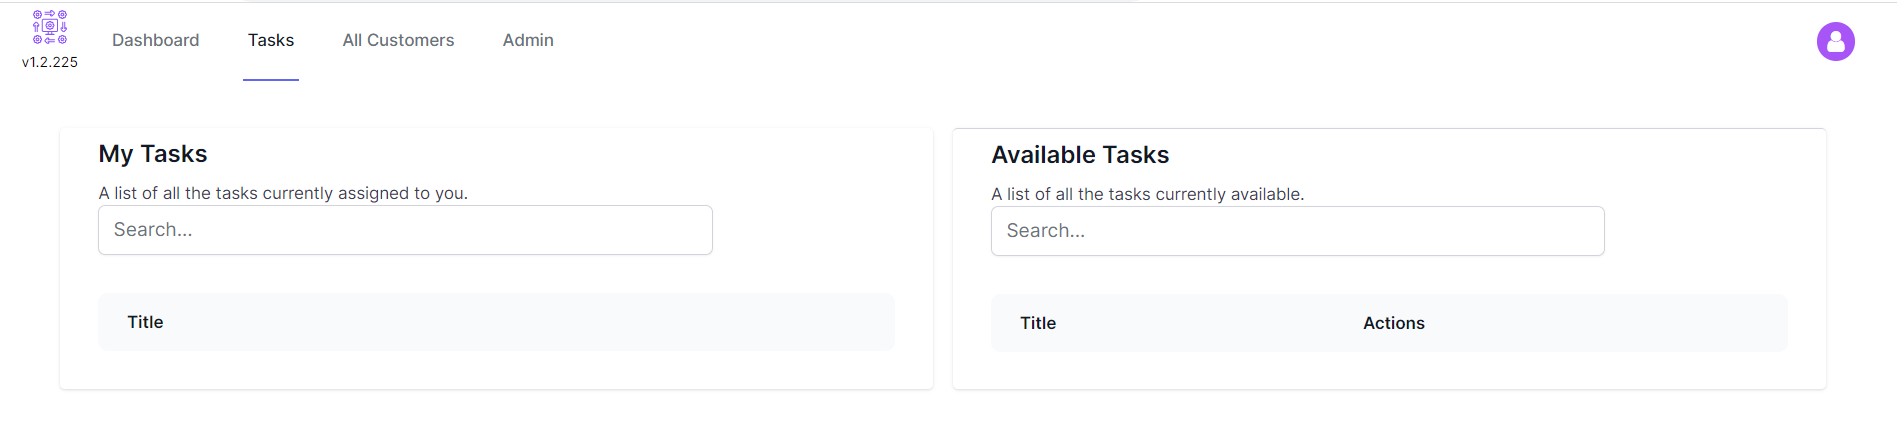 v1.2.225
Dashboard
Tasks
All Customers
Admin
My Tasks
A list of all the tasks currently assigned to you.
Search...
Title
Available Tasks
A list of all the tasks currently available.
Search...
Title Actions